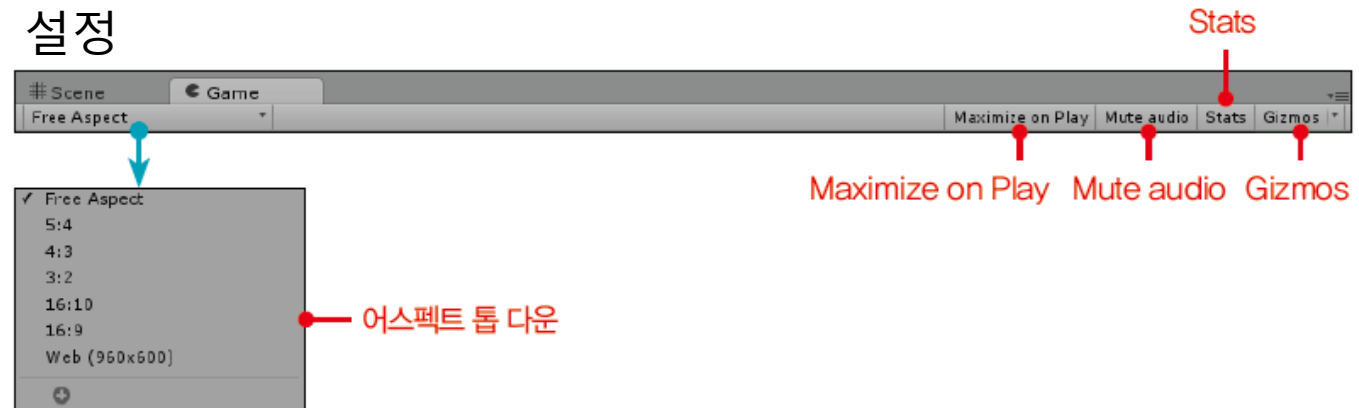 설정
Stats
Scene Game
Free Aspect Maximize on Play Mute audio Stats Gizmos
Maximize on Play Mute audio Gizmos
✓ Free Aspect
5:4
4:3
3:2
16:10
16:9
Web (960x600)
어스펙트 톱 다운